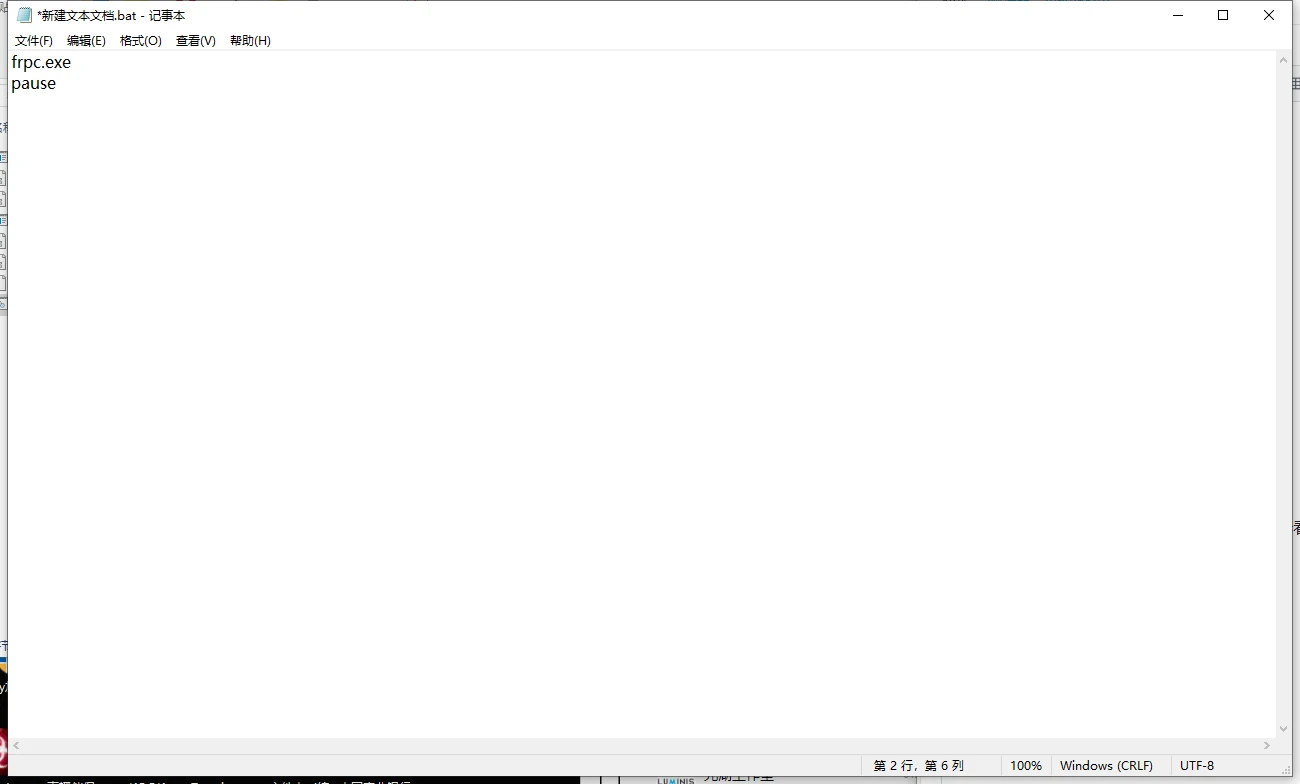 *新建文本文档.bat - 记事本
文件(F) 编辑(E) 格式(O) 查看(V) 帮助(H)
frpc.exe
pause
第 2 行，第 6 列 100% Windows (CRLF) UTF-8
LUMINIS